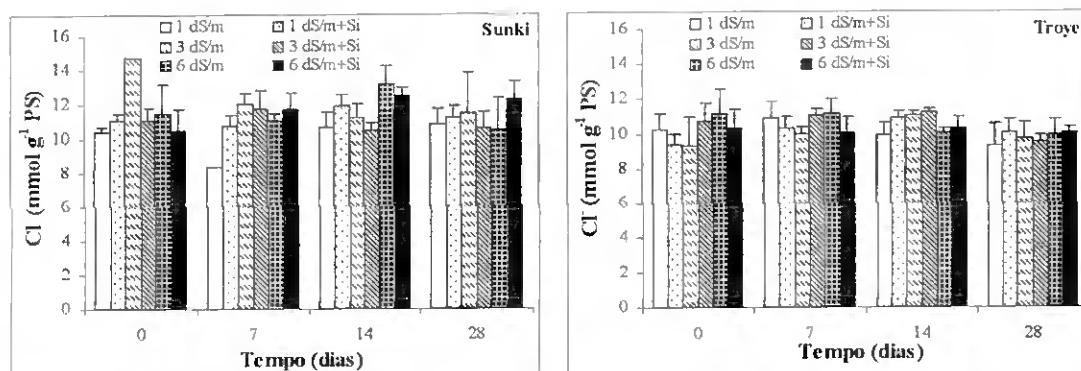 Sunki
1 dS/m 1 dS/m+Si
3 dS/m 3 dS/m+Si
6 dS/m 6 dS/m+Si
Cl (mmol g-1 PS)
16
14
12
10
8
6
4
2
0
0 7 14 28
Tempo (dias)
Troye
1 dS/m 1 dS/m+Si
3 dS/m 3 dS/m+Si
6 dS/m 6 dS/m+Si
Cl (mmol g-1 PS)
16
14
12
10
8
6
4
2
0
0 7 14 28
Tempo (dias)